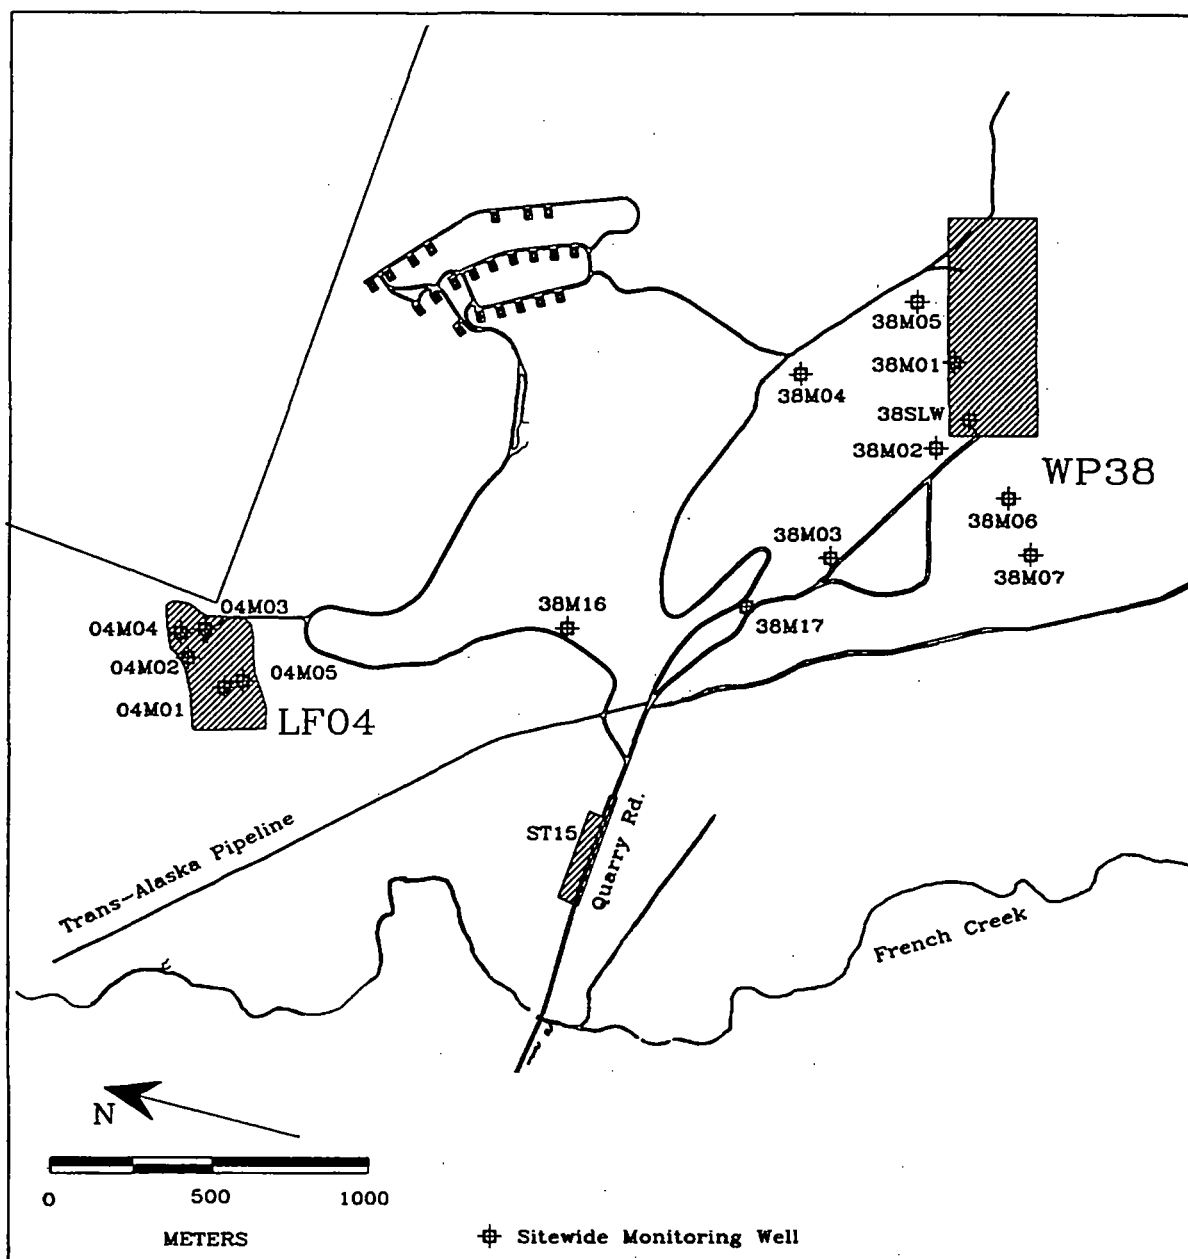 38M05
38M01
38M04
38SLW
38M02
WP38
38M06
38M03
38M07
04M03
38M16
04M04
38M17
04M02
04M05
04M01
LF04
ST15
Quarry Rd.
Trans-Alaska Pipeline
French Creek
N
0 500 1000
METERS
Sitewide Monitoring Well